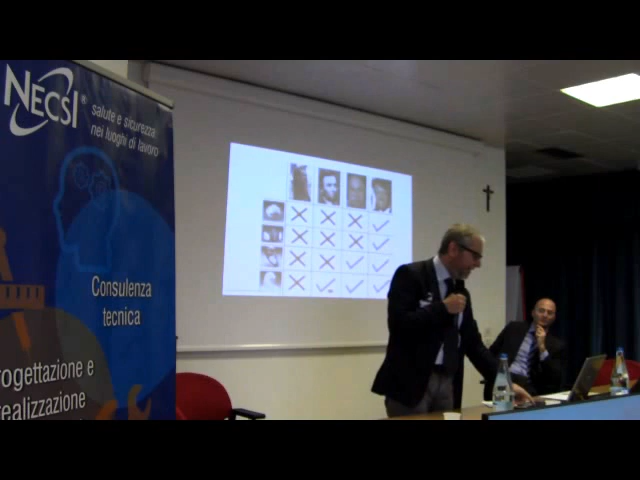 NECSI®
salute e sicurezza
nei luoghi di lavoro
Consulenza
tecnica
rogettazione e
realizzazione